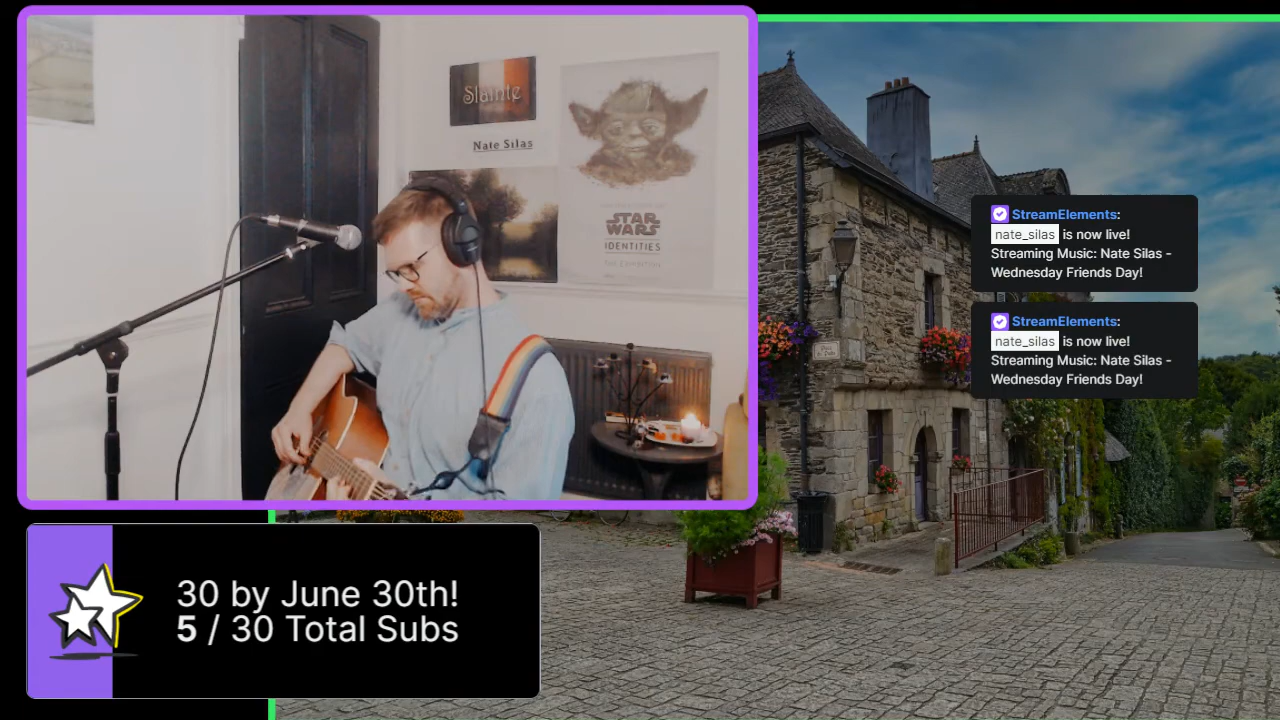 Slainte
Nate Silas
STAR
WARS
IDENTITIES
StreamElements:
nate_silas is now live!
Streaming Music: Nate Silas -
Wednesday Friends Day!
StreamElements:
nate_silas is now live!
Streaming Music: Nate Silas -
Wednesday Friends Day!
30 by June 30th!
5 / 30 Total Subs